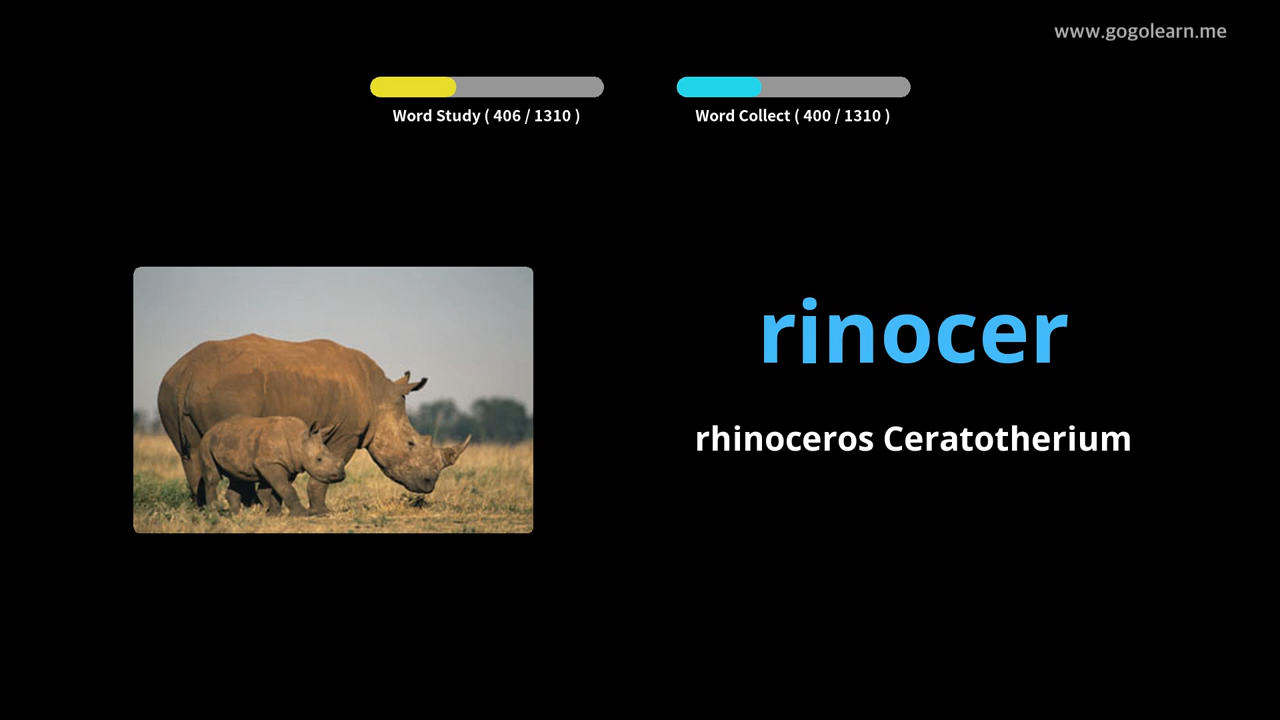 www.gogolearn.me
Word Study ( 406 / 1310 )
Word Collect ( 400 / 1310 )
rinocer
rhinoceros Ceratotherium